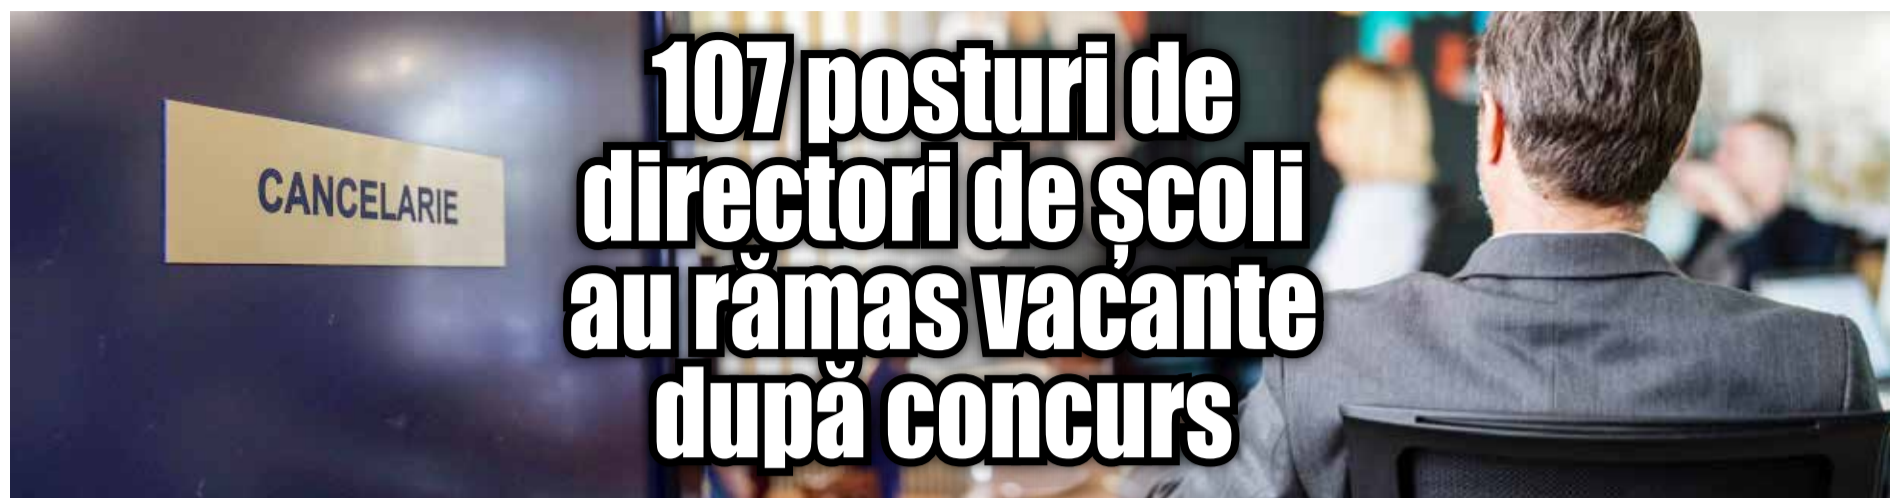 CANCELARIE
107 posturi de
directori de școli
au rămas vacante
după concurs